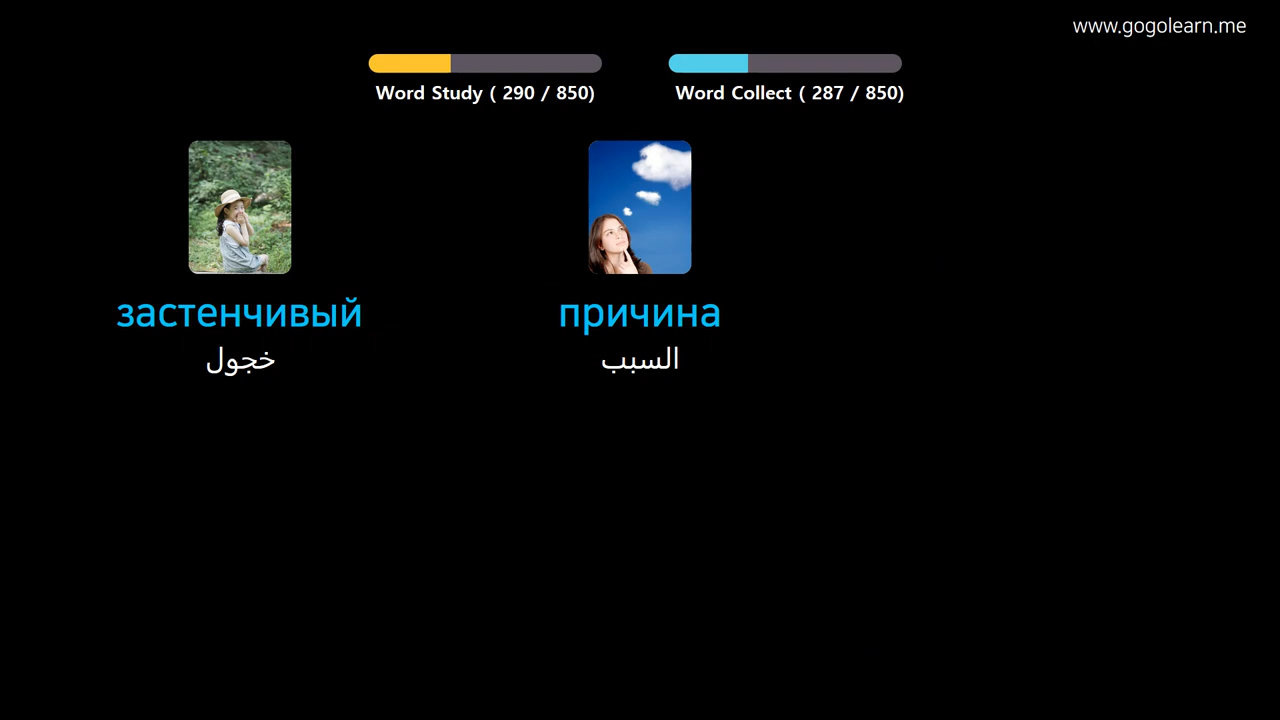 www.gogolearn.me
Word Study ( 290 / 850)
Word Collect ( 287 / 850)
застенчивый
خجول
причина
السبب